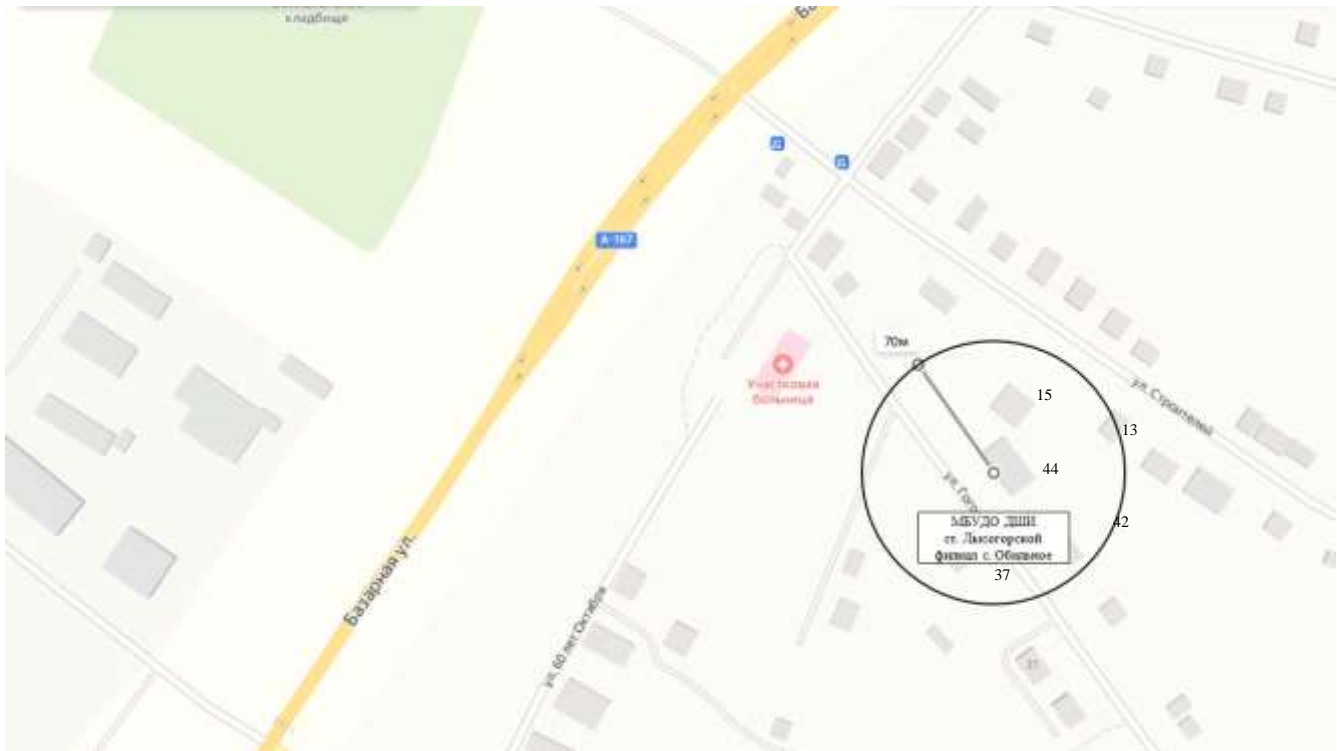 кладбище
А-167
70м
Участковая
больница
15
ул. Строителей
13
44
МБУДО ДШИ
ст. Лысогорской
филиал с. Обильное
42
37
Базарная ул.
ул. 60 лет Октября